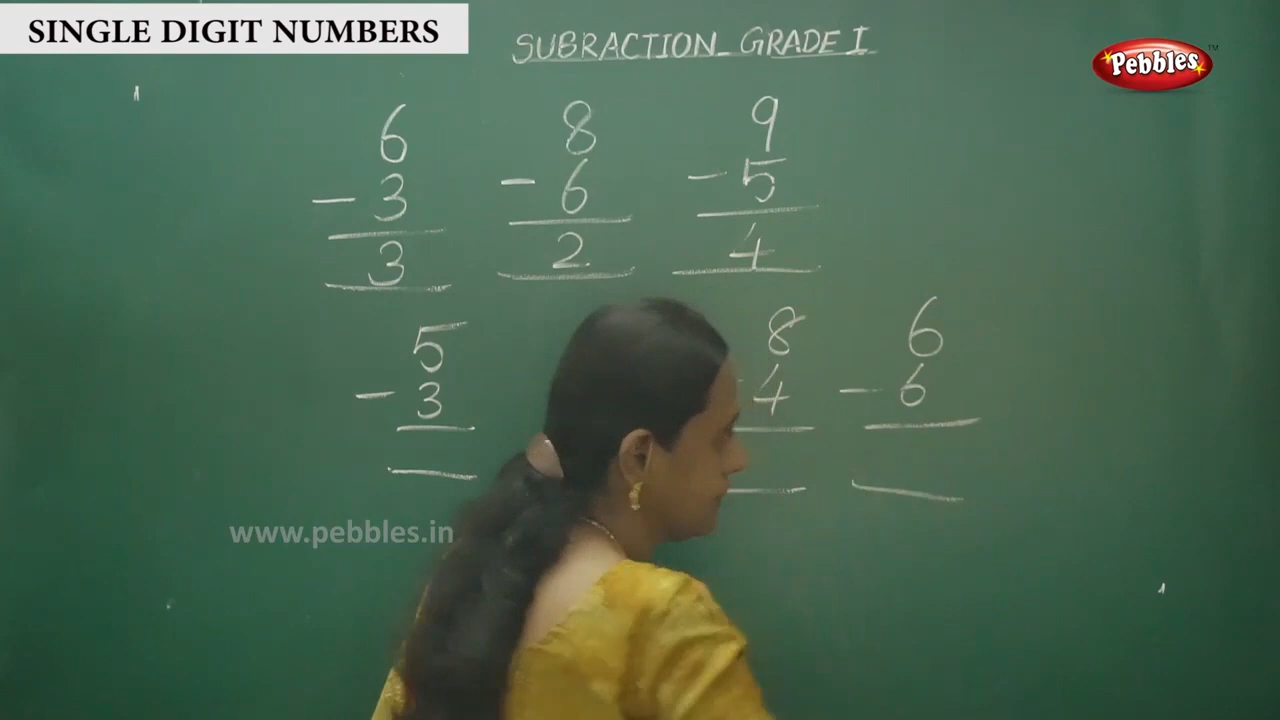 SINGLE DIGIT NUMBERS
SUBRACTION GRADE I
Pebbles™
6 8 9
- 3 - 6 - 5
3 2 4
5 8 6
- 3 - 4 - 6
www.pebbles.in